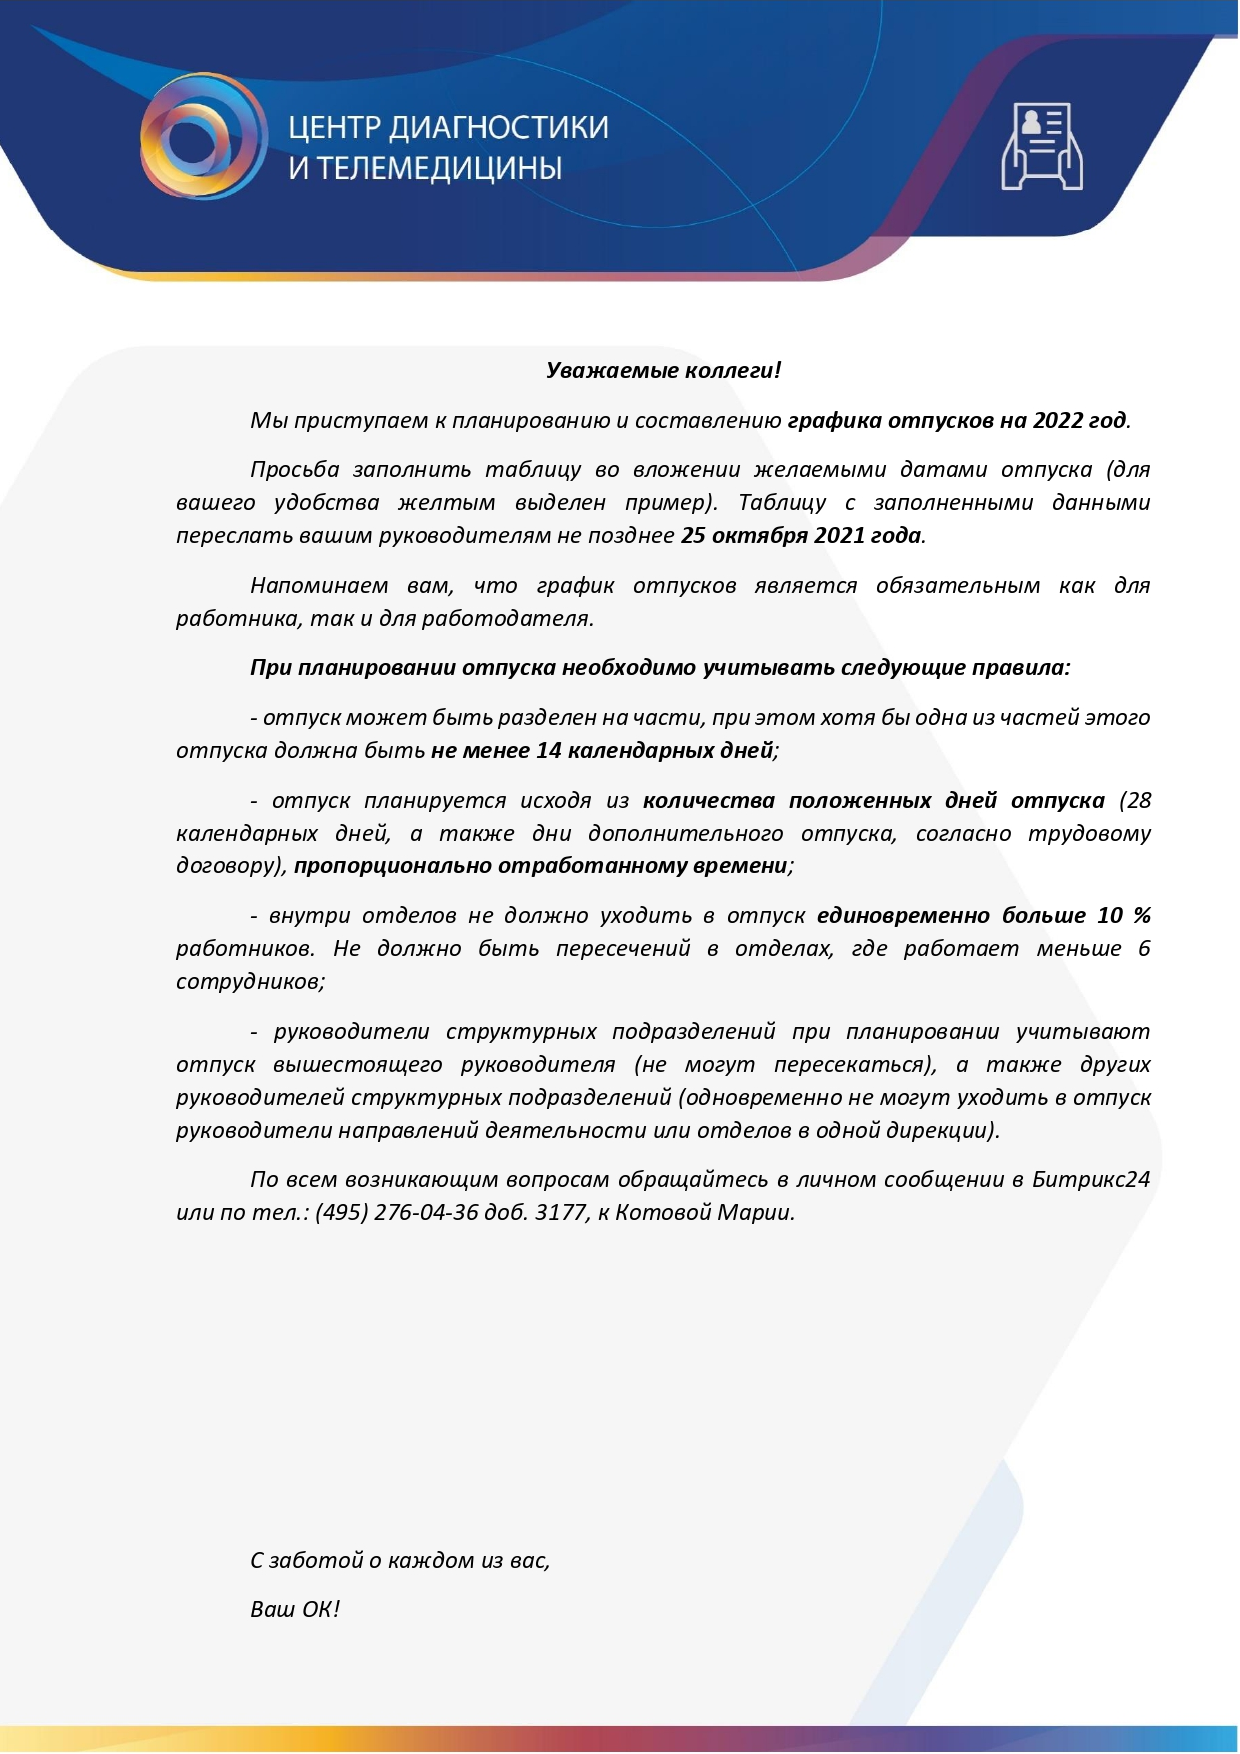 ЦЕНТР ДИАГНОСТИКИ
И ТЕЛЕМЕДИЦИНЫ
Уважаемые коллеги!
Мы приступаем к планированию и составлению графика отпусков на 2022 год.
Просьба заполнить таблицу во вложении желаемыми датами отпуска (для
вашего удобства желтым выделен пример). Таблицу с заполненными данными
переслать вашим руководителям не позднее 25 октября 2021 года.
Напоминаем вам, что график отпусков является обязательным как для
работника, так и для работодателя.
При планировании отпуска необходимо учитывать следующие правила:
- отпуск может быть разделен на части, при этом хотя бы одна из частей этого
отпуска должна быть не менее 14 календарных дней;
- отпуск планируется исходя из количества положенных дней отпуска (28
календарных дней, а также дни дополнительного отпуска, согласно трудовому
договору), пропорционально отработанному времени;
- внутри отделов не должно уходить в отпуск единовременно больше 10 %
работников. Не должно быть пересечений в отделах, где работает меньше 6
сотрудников;
- руководители структурных подразделений при планировании учитывают
отпуск вышестоящего руководителя (не могут пересекаться), а также других
руководителей структурных подразделений (одновременно не могут уходить в отпуск
руководители направлений деятельности или отделов в одной дирекции).
По всем возникающим вопросам обращайтесь в личном сообщении в Битрикс24
или по тел.: (495) 276-04-36 доб. 3177, к Котовой Марии.
С заботой о каждом из вас,
Ваш ОК!